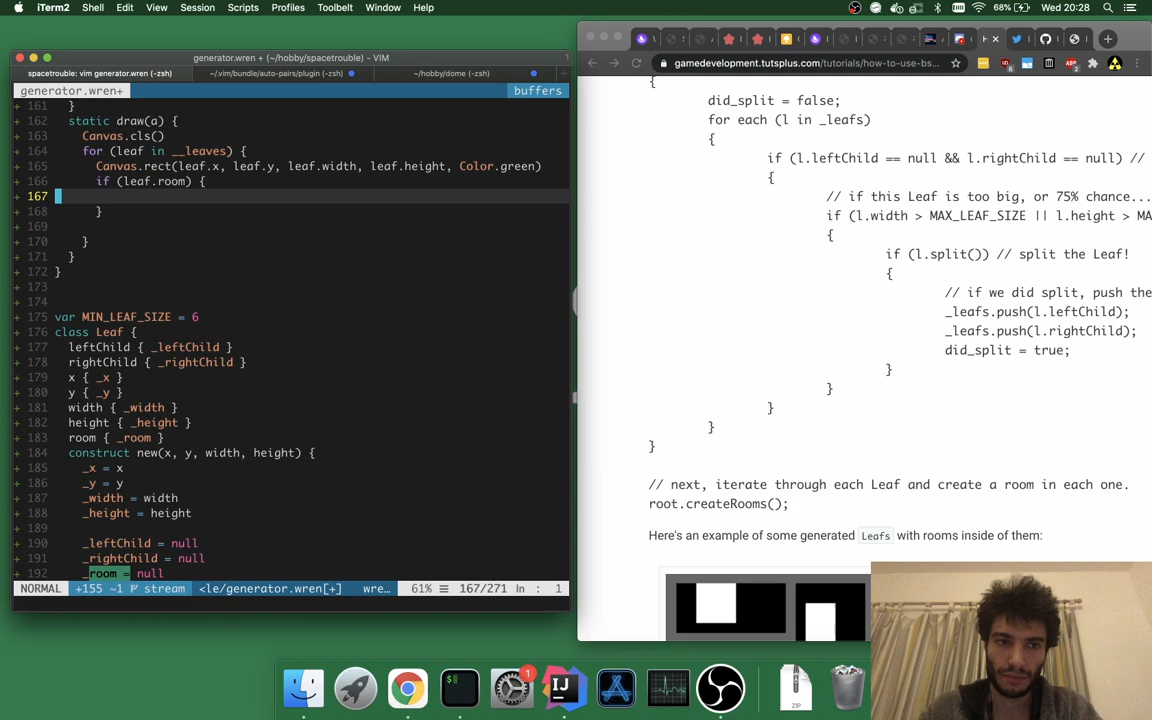 iTerm2 Shell Edit View Session Scripts Profiles Toolbelt Window Help
68% Wed 20:28
generator.wren + (~/hobby/spacetrouble) - VIM
spacetrouble: vim generator.wren (-zsh) ~/.vim/bundle/auto-pairs/plugin (-zsh) ~/hobby/dome (-zsh)
generator.wren+ buffers
+ 161 }
+ 162 static draw(a) {
+ 163 Canvas.cls()
+ 164 for (leaf in __leaves) {
+ 165 Canvas.rect(leaf.x, leaf.y, leaf.width, leaf.height, Color.green)
+ 166 if (leaf.room) {
+ 167
+ 168 }
+ 169
+ 170 }
+ 171 }
+ 172 }
+ 173
+ 174
+ 175 var MIN_LEAF_SIZE = 6
+ 176 class Leaf {
+ 177 leftChild { _leftChild }
+ 178 rightChild { _rightChild }
+ 179 x { _x }
+ 180 y { _y }
+ 181 width { _width }
+ 182 height { _height }
+ 183 room { _room }
+ 184 construct new(x, y, width, height) {
+ 185 _x = x
+ 186 _y = y
+ 187 _width = width
+ 188 _height = height
+ 189
+ 190 _leftChild = null
+ 191 _rightChild = null
+ 192 _room = null
NORMAL +155 ~1 stream <le/generator.wren[+] wre… 61% ☰ 167/271 ln : 1
gamedevelopment.tutsplus.com/tutorials/how-to-use-bs...
{
did_split = false;
for each (l in _leafs)
{
if (l.leftChild == null && l.rightChild == null) //
{
// if this Leaf is too big, or 75% chance...
if (l.width > MAX_LEAF_SIZE || l.height > MA
{
if (l.split()) // split the Leaf!
{
// if we did split, push the
_leafs.push(l.leftChild);
_leafs.push(l.rightChild);
did_split = true;
}
}
}
}
}
// next, iterate through each Leaf and create a room in each one.
root.createRooms();
Here's an example of some generated Leafs with rooms inside of them:
1
ZIP